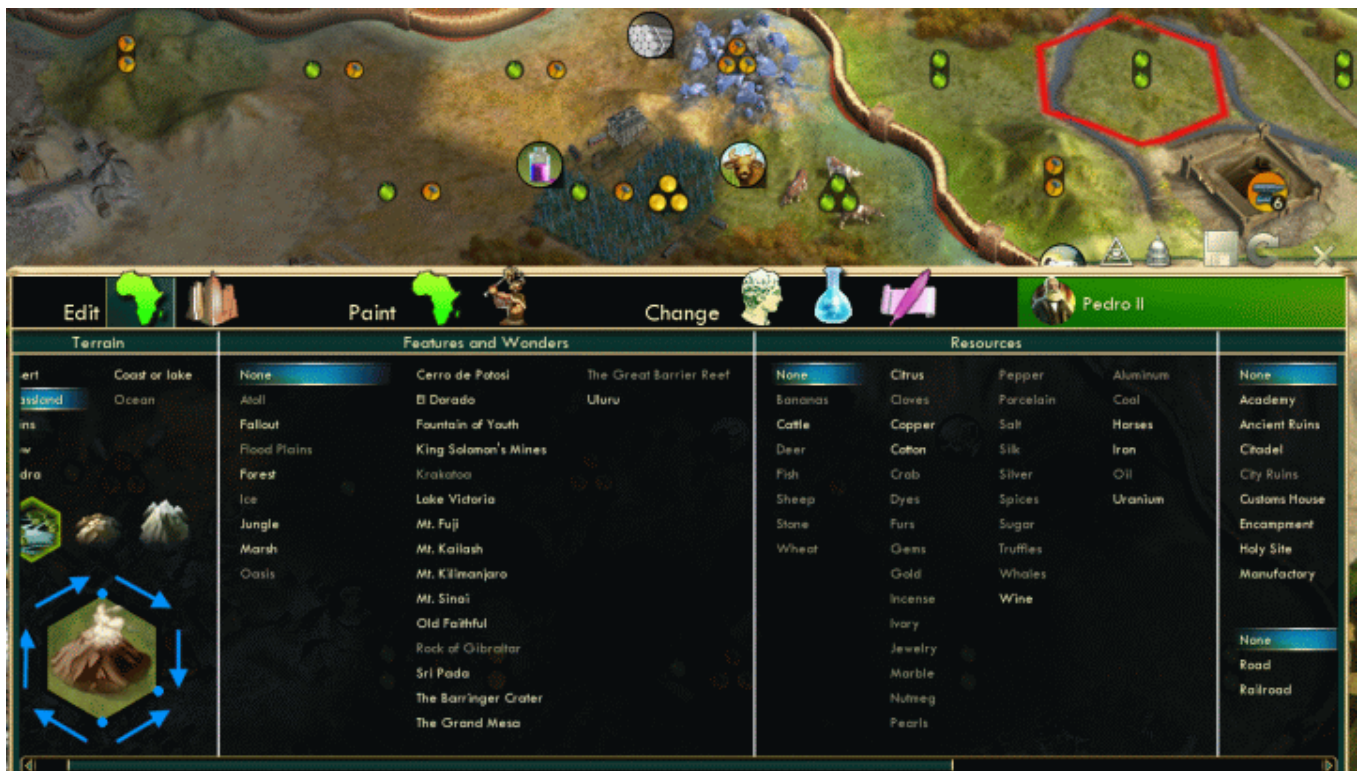 6
Edit
Paint
Change
Pedro II
Terrain
ert
assland
ns
dra
Coast or lake
Ocean
Features and Wonders
None
Atoll
Fallout
Flood Plains
Forest
Ice
Jungle
Marsh
Oasis
Cerro de Potosi
El Dorado
Fountain of Youth
King Solomon's Mines
Krakatoa
Lake Victoria
Mt. Fuji
Mt. Kailash
Mt. Kilimanjaro
Mt. Sinai
Old Faithful
Rock of Gibraltar
Sri Pada
The Barringer Crater
The Grand Mesa
The Great Barrier Reef
Uluru
Resources
None
Bananas
Cattle
Deer
Fish
Sheep
Stone
Wheat
Citrus
Cloves
Copper
Cotton
Crab
Dyes
Furs
Gems
Gold
Incense
Ivory
Jewelry
Marble
Nutmeg
Pearls
Pepper
Porcelain
Salt
Silk
Silver
Spices
Sugar
Truffles
Whales
Wine
Aluminum
Coal
Horses
Iron
Oil
Uranium
None
Academy
Ancient Ruins
Citadel
City Ruins
Customs House
Encampment
Holy Site
Manufactory
None
Road
Railroad